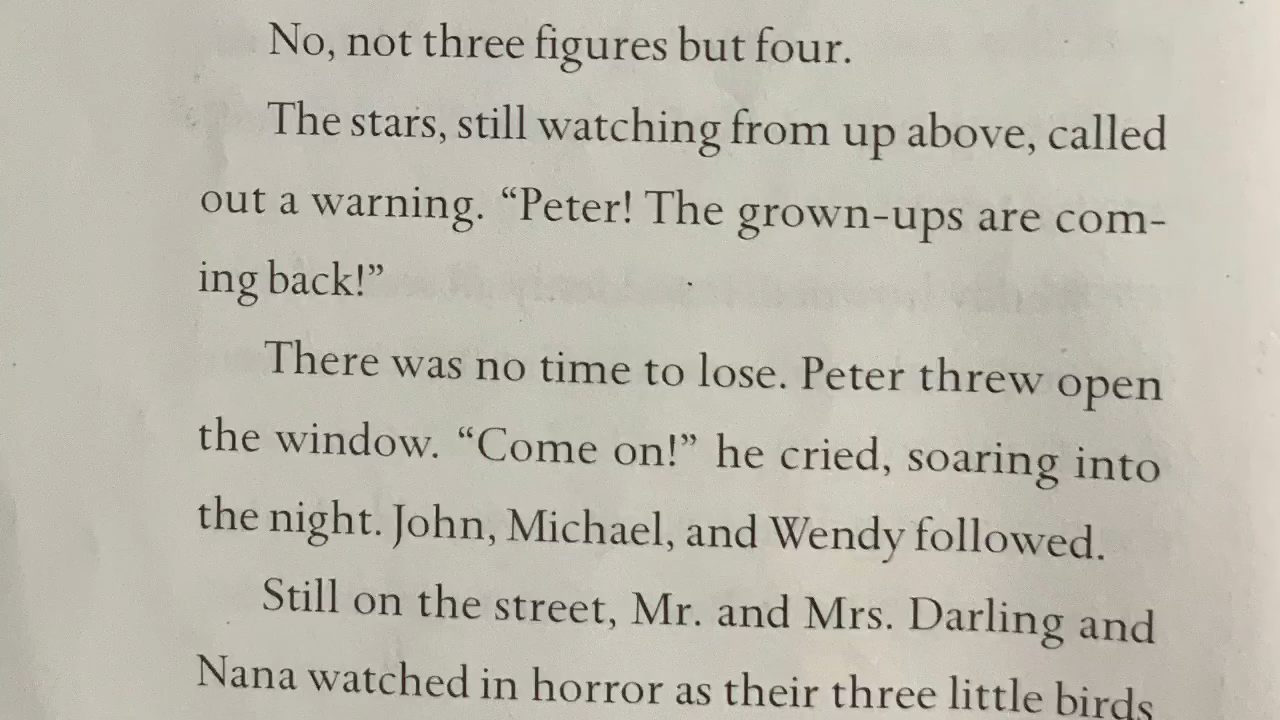 No, not three figures but four.
The stars, still watching from up above, called
out a warning. “Peter! The grown-ups are com-
ing back!”
There was no time to lose. Peter threw open
the window. “Come on!” he cried, soaring into
the night. John, Michael, and Wendy followed.
Still on the street, Mr. and Mrs. Darling and
Nana watched in horror as their three little birds